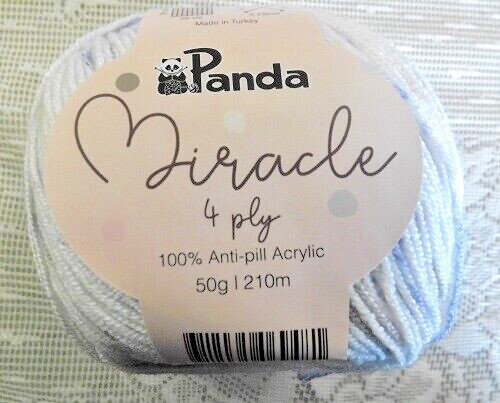 Made in Turkey
Panda
Miracle
4 ply
100% Anti-pill Acrylic
50g | 210m